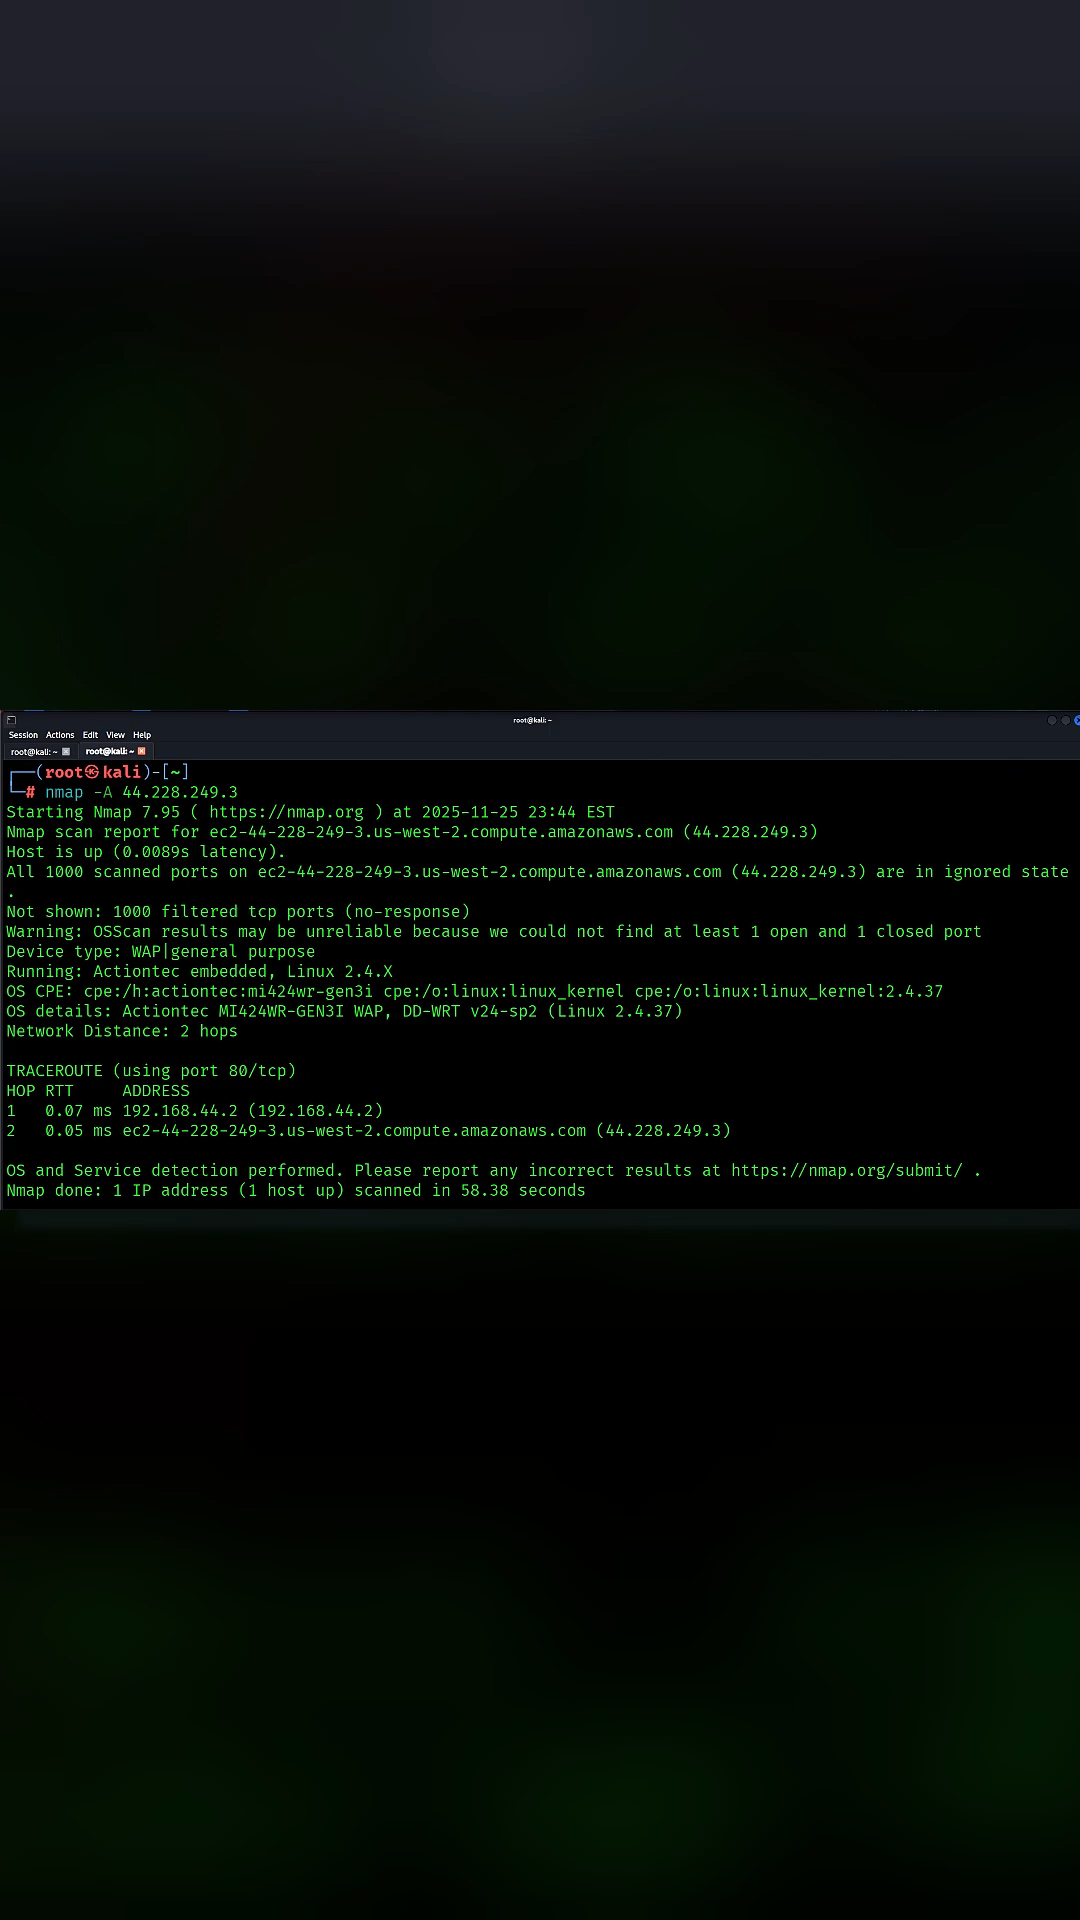 root@kali: ~
Session Actions Edit View Help
root@kali: ~ root@kali: ~
┌──(root㉿kali)-[~]
└─# nmap -A 44.228.249.3
Starting Nmap 7.95 ( https://nmap.org ) at 2025-11-25 23:44 EST
Nmap scan report for ec2-44-228-249-3.us-west-2.compute.amazonaws.com (44.228.249.3)
Host is up (0.0089s latency).
All 1000 scanned ports on ec2-44-228-249-3.us-west-2.compute.amazonaws.com (44.228.249.3) are in ignored state
.
Not shown: 1000 filtered tcp ports (no-response)
Warning: OSScan results may be unreliable because we could not find at least 1 open and 1 closed port
Device type: WAP|general purpose
Running: Actiontec embedded, Linux 2.4.X
OS CPE: cpe:/h:actiontec:mi424wr-gen3i cpe:/o:linux:linux_kernel cpe:/o:linux:linux_kernel:2.4.37
OS details: Actiontec MI424WR-GEN3I WAP, DD-WRT v24-sp2 (Linux 2.4.37)
Network Distance: 2 hops
TRACEROUTE (using port 80/tcp)
HOP RTT ADDRESS
1 0.07 ms 192.168.44.2 (192.168.44.2)
2 0.05 ms ec2-44-228-249-3.us-west-2.compute.amazonaws.com (44.228.249.3)
OS and Service detection performed. Please report any incorrect results at https://nmap.org/submit/ .
Nmap done: 1 IP address (1 host up) scanned in 58.38 seconds